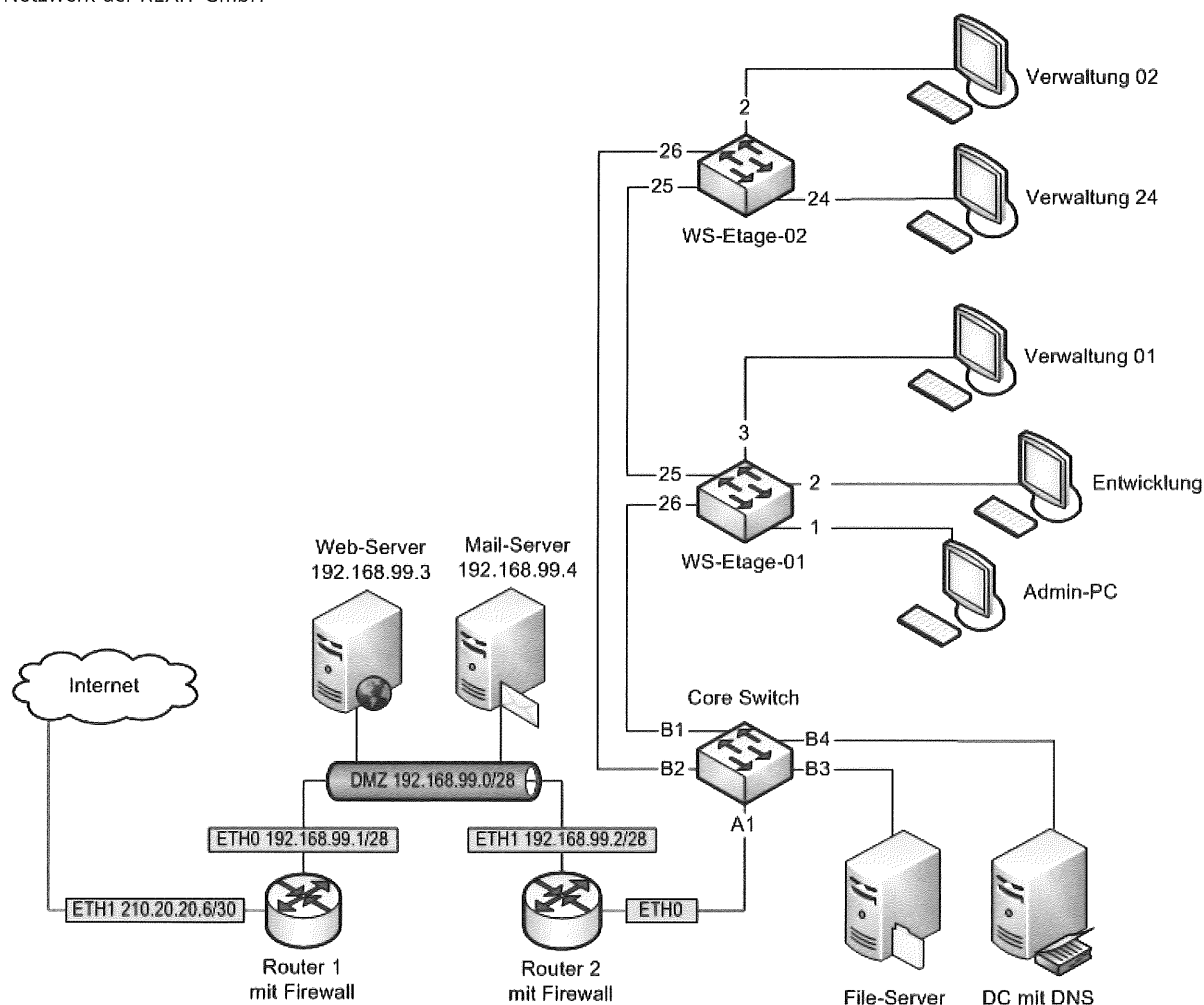 Verwaltung 02
2
26
25
24
Verwaltung 24
WS-Etage-02
Verwaltung 01
3
25
26
2
Entwicklung
1
WS-Etage-01
Admin-PC
Web-Server
192.168.99.3
Mail-Server
192.168.99.4
Internet
Core Switch
B1
B4
B2
B3
A1
DMZ 192.168.99.0/28
ETH0 192.168.99.1/28
ETH1 192.168.99.2/28
ETH1 210.20.20.6/30
ETH0
Router 1
mit Firewall
Router 2
mit Firewall
File-Server
DC mit DNS